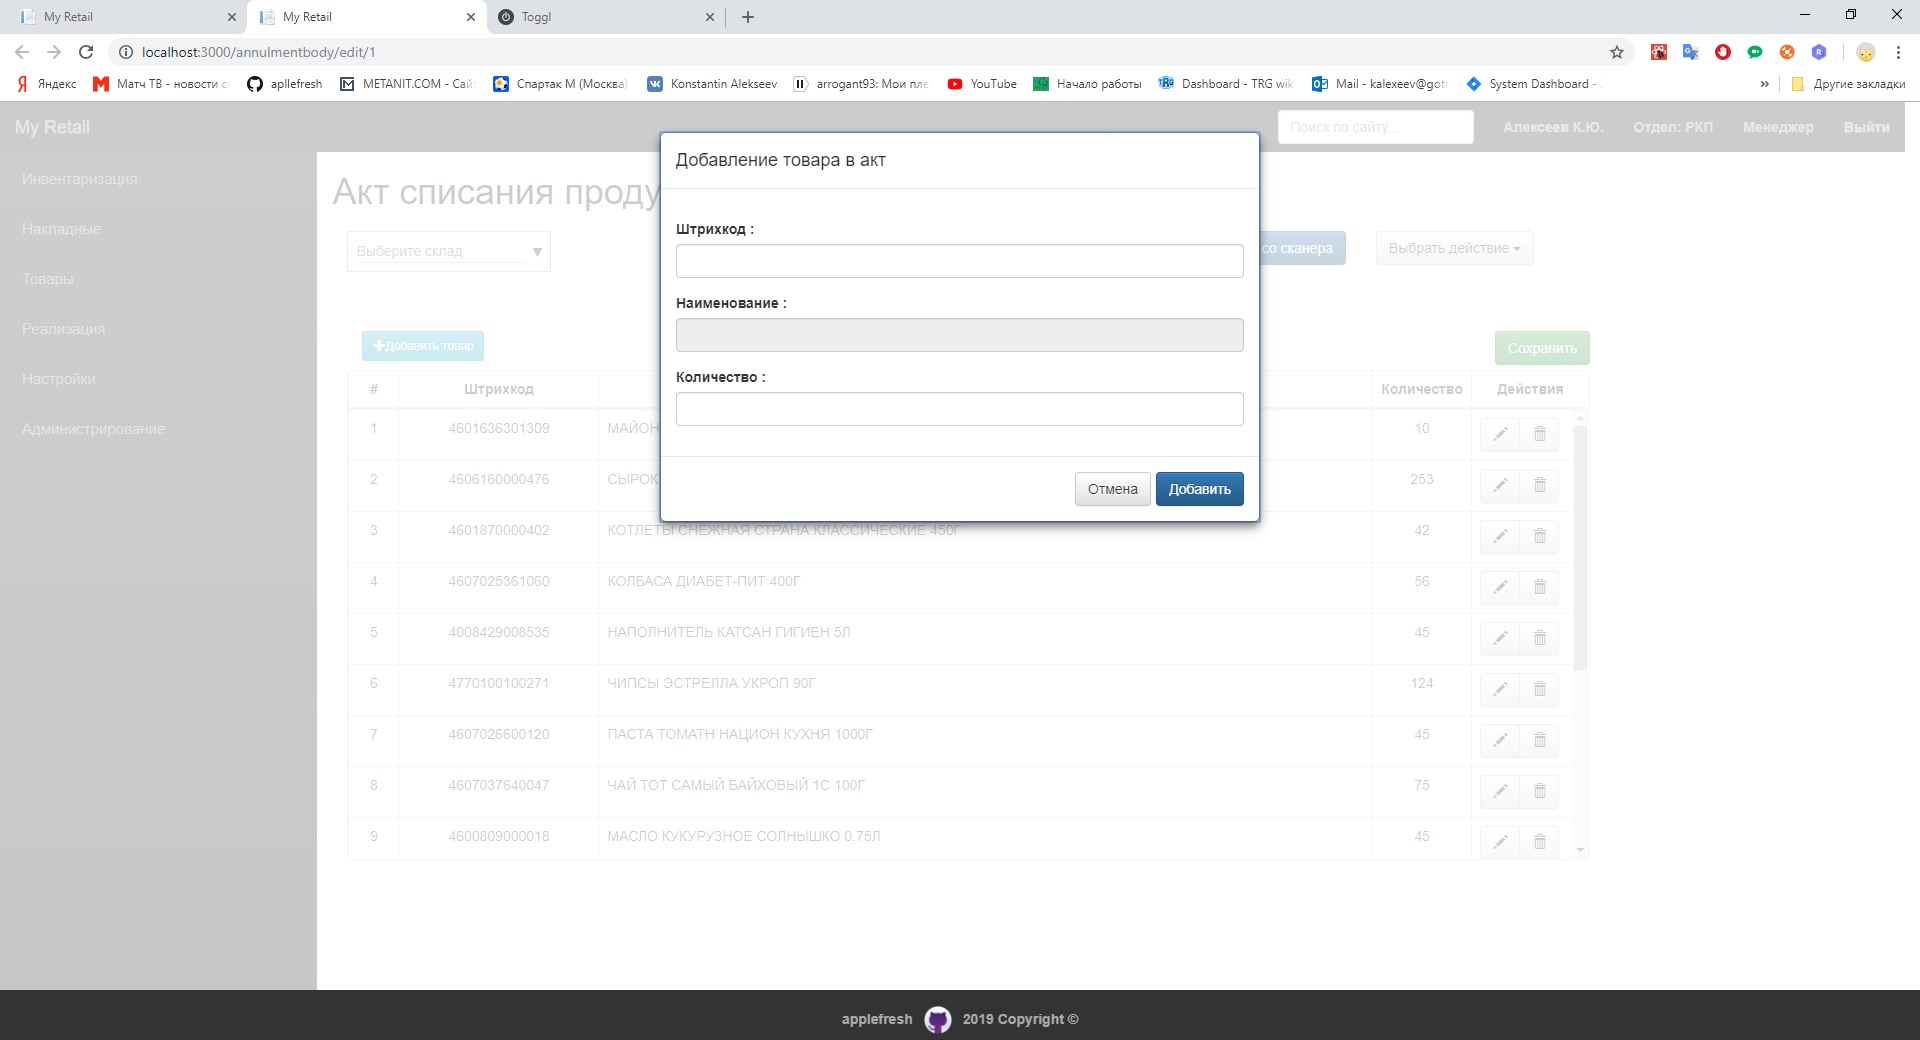 My Retail
My Retail
Toggl
localhost:3000/annulmentbody/edit/1
Яндекс
Матч ТВ - новости с
apllefresh
METANIT.COM - Сай
Спартак М (Москва)
Konstantin Alekseev
arrogant93: Мои пле
YouTube
Начало работы
Dashboard - TRG wik
Mail - kalexeev@got
System Dashboard -
»
Другие закладки
My Retail
Поиск по сайту...
Алексеев К.Ю.
Отдел: РКП
Менеджер
Выйти
Инвентаризация
Накладные
Товары
Реализация
Настройки
Администрирование
Акт списания проду
Выберите склад
со сканера
Выбрать действие
Добавить товар
Сохранить
Добавление товара в акт
Штрихкод :
Наименование :
Количество :
Отмена
Добавить
# Штрихкод Количество Действия
1 4601636301309 МАЙОН 10
2 4606160000476 СЫРОК 253
3 4601870000402 КОТЛЕТЫ СНЕЖНАЯ СТРАНА КЛАССИЧЕСКИЕ 450Г 42
4 4607025361060 КОЛБАСА ДИАБЕТ-ПИТ 400Г 56
5 4008429008535 НАПОЛНИТЕЛЬ КАТСАН ГИГИЕН 5Л 45
6 4770100100271 ЧИПСЫ ЭСТРЕЛЛА УКРОП 90Г 124
7 4607026600120 ПАСТА ТОМАТН НАЦИОН КУХНЯ 1000Г 45
8 4607037640047 ЧАЙ ТОТ САМЫЙ БАЙХОВЫЙ 1С 100Г 75
9 4600809000018 МАСЛО КУКУРУЗНОЕ СОЛНЫШКО 0.75Л 45
applefresh 2019 Copyright ©